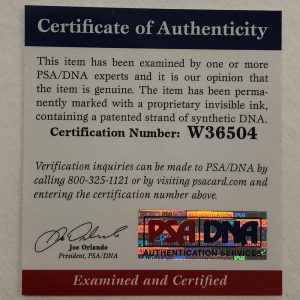 Certificate of Authenticity
This item has been examined by one or more
PSA/DNA experts and it is our opinion that
the item is genuine. The item has been perma-
nently marked with a proprietary invisible ink,
containing a patented strand of synthetic DNA.
Certification Number: W36504
Verification inquiries can be made to PSA/DNA by
calling 800-325-1121 or by visiting psacard.com and
entering the certification number above.
Joe Orlando
President, PSA/DNA
PSA/DNA
AUTHENTICATION SERVICES
Examined and Certified